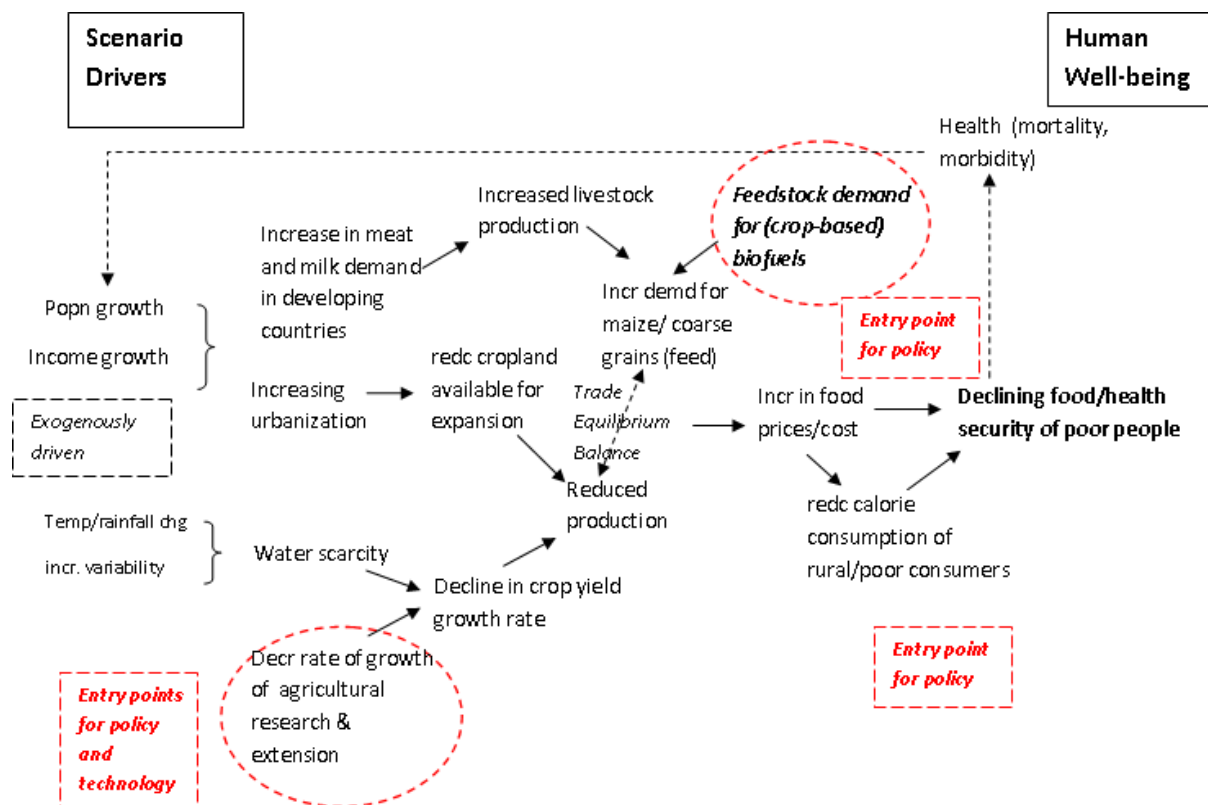 Scenario
Drivers
Human
Well-being
Health (mortality,
morbidity)
Increased livestock
production
Feedstock demand
for (crop-based)
biofuels
Increase in meat
and milk demand
in developing
countries
Popn growth
Income growth
Incr demd for
maize/ coarse
grains (feed)
Entry point
for policy
Exogenously
driven
Increasing
urbanization
redc cropland
available for
expansion
Trade
Equilibrium
Balance
Incr in food
prices/cost
Declining food/health
security of poor people
Reduced
production
redc calorie
consumption of
rural/poor consumers
Temp/rainfall chg
incr. variability
Water scarcity
Decline in crop yield
growth rate
Decr rate of growth
of agricultural
research &
extension
Entry points
for policy
and
technology
Entry point
for policy